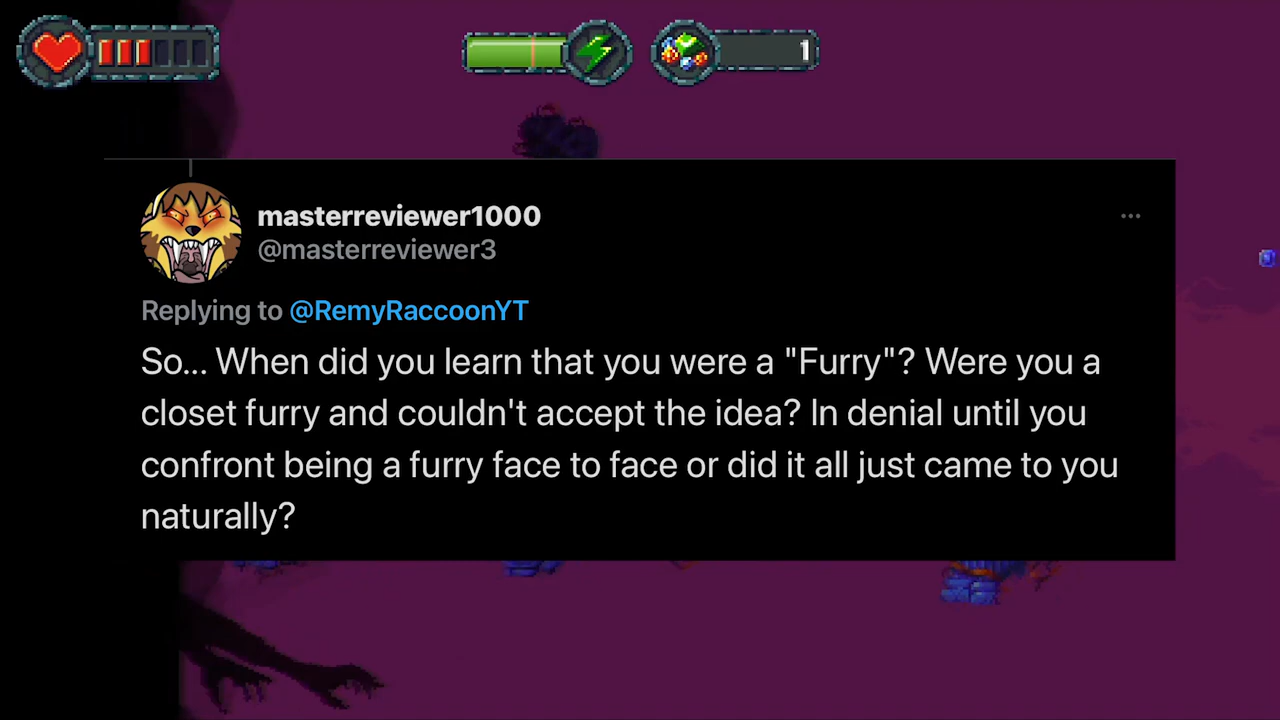 1
masterreviewer1000
@masterreviewer3
Replying to @RemyRaccoonYT
So... When did you learn that you were a "Furry"? Were you a
closet furry and couldn't accept the idea? In denial until you
confront being a furry face to face or did it all just came to you
naturally?